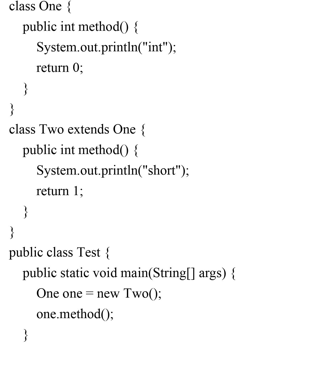 class One {
public int method() {
System.out.println("int");
return 0;
}
}
class Two extends One {
public int method() {
System.out.println("short");
return 1;
}
}
public class Test {
public static void main(String[] args) {
One one = new Two();
one.method();
}